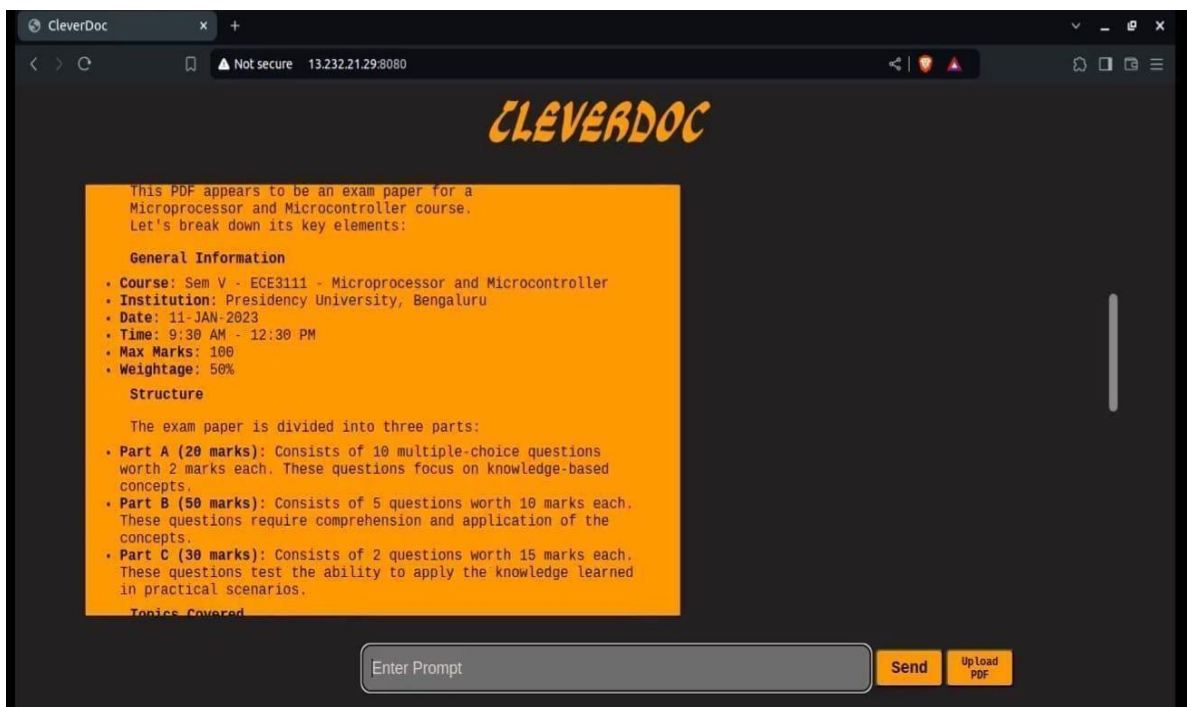 CleverDoc
Not secure 13.232.21.29:8080
CLEVERDOC
This PDF appears to be an exam paper for a
Microprocessor and Microcontroller course.
Let's break down its key elements:
General Information
• Course: Sem V - ECE3111 - Microprocessor and Microcontroller
• Institution: Presidency University, Bengaluru
• Date: 11-JAN-2023
• Time: 9:30 AM - 12:30 PM
• Max Marks: 100
• Weightage: 50%
Structure
The exam paper is divided into three parts:
• Part A (20 marks): Consists of 10 multiple-choice questions
worth 2 marks each. These questions focus on knowledge-based
concepts.
• Part B (50 marks): Consists of 5 questions worth 10 marks each.
These questions require comprehension and application of the
concepts.
• Part C (30 marks): Consists of 2 questions worth 15 marks each.
These questions test the ability to apply the knowledge learned
in practical scenarios.
Topics Covered
Enter Prompt
Send
Upload
PDF